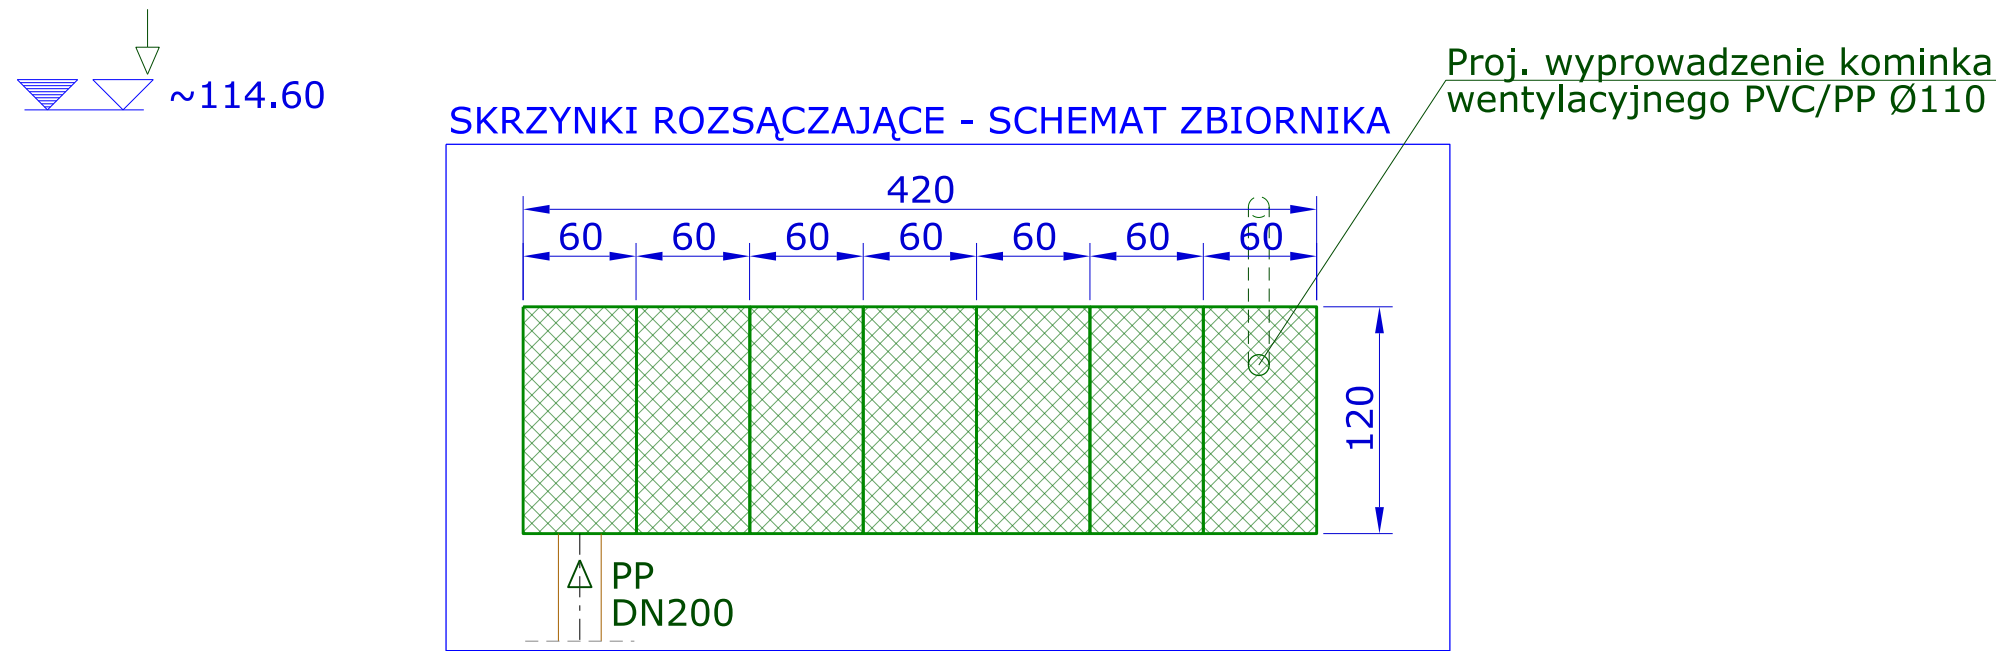 ~114.60
Proj. wyprowadzenie kominka
wentylacyjnego PVC/PP Ø110
SKRZYNKI ROZSĄCZAJĄCE - SCHEMAT ZBIORNIKA
420
60 60 60 60 60 60 60
120
PP
DN200